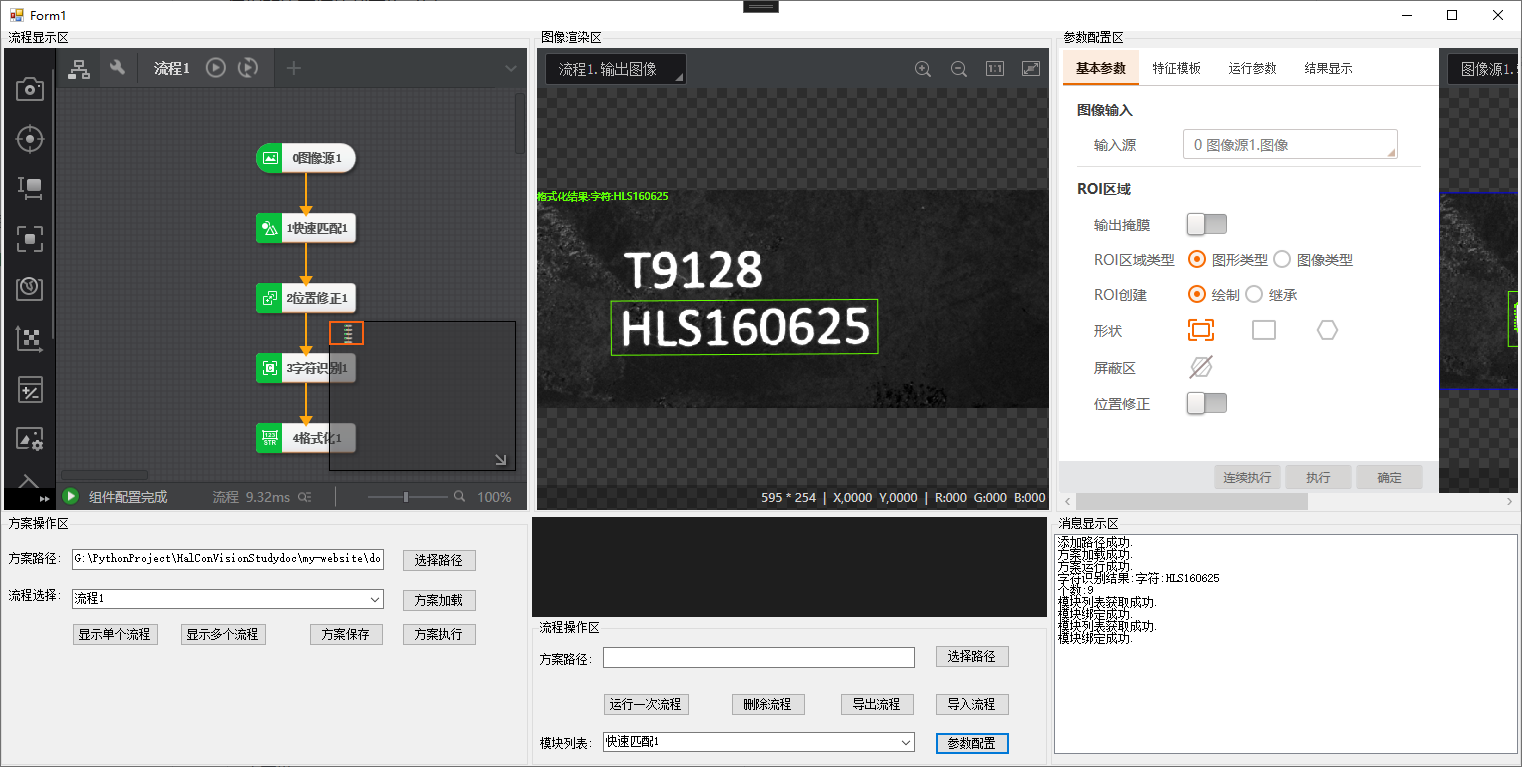 Form1
流程显示区
流程1
0图像源1
1快速匹配1
2位置修正1
3字符识别1
4格式化1
组件配置完成
流程 9.32ms
100%
图像渲染区
流程1.输出图像
1:1
格式化结果:字符:HLS160625
T9128
HLS160625
595 * 254 | X,0000 Y,0000 | R:000 G:000 B:000
参数配置区
基本参数 特征模板 运行参数 结果显示
图像源1.
图像输入
输入源 0 图像源1.图像
ROI区域
输出掩膜
ROI区域类型 图形类型 图像类型
ROI创建 绘制 继承
形状
屏蔽区
位置修正
连续执行 执行 确定
方案操作区
方案路径: G:\PythonProject\HalConVisionStudydoc\my-website\do 选择路径
流程选择: 流程1 方案加载
显示单个流程 显示多个流程 方案保存 方案执行
流程操作区
方案路径: 选择路径
运行一次流程 删除流程 导出流程 导入流程
模块列表: 快速匹配1 参数配置
消息显示区
添加路径成功.
方案加载成功.
方案运行成功.
字符识别结果:字符:HLS160625
个数:9
模块列表获取成功.
模块绑定成功.
模块列表获取成功.
模块绑定成功.